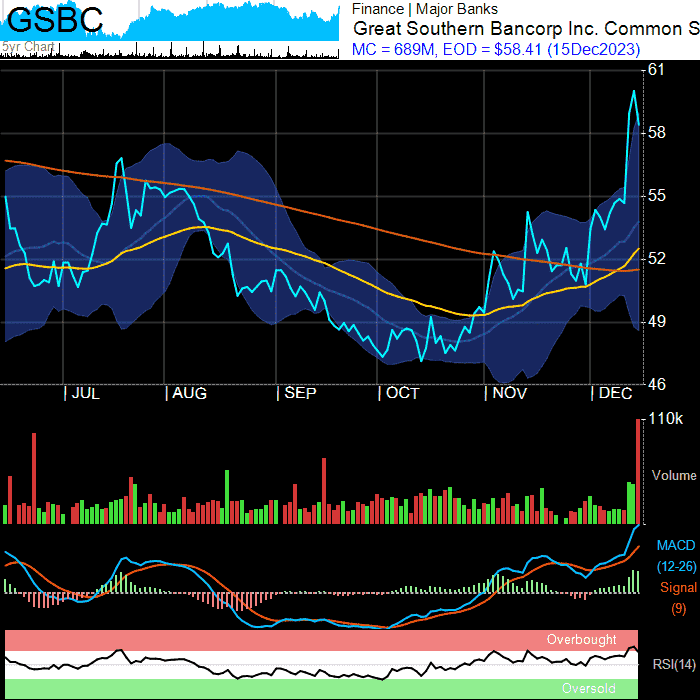 GSBC
5yr Chart
Finance | Major Banks
Great Southern Bancorp Inc. Common S
MC = 689M, EOD = $58.41 (15Dec2023)
61
58
55
52
49
46
| JUL | AUG | SEP | OCT | NOV | DEC
110k
Volume
MACD
(12-26)
Signal
(9)
Overbought
RSI(14)
Oversold